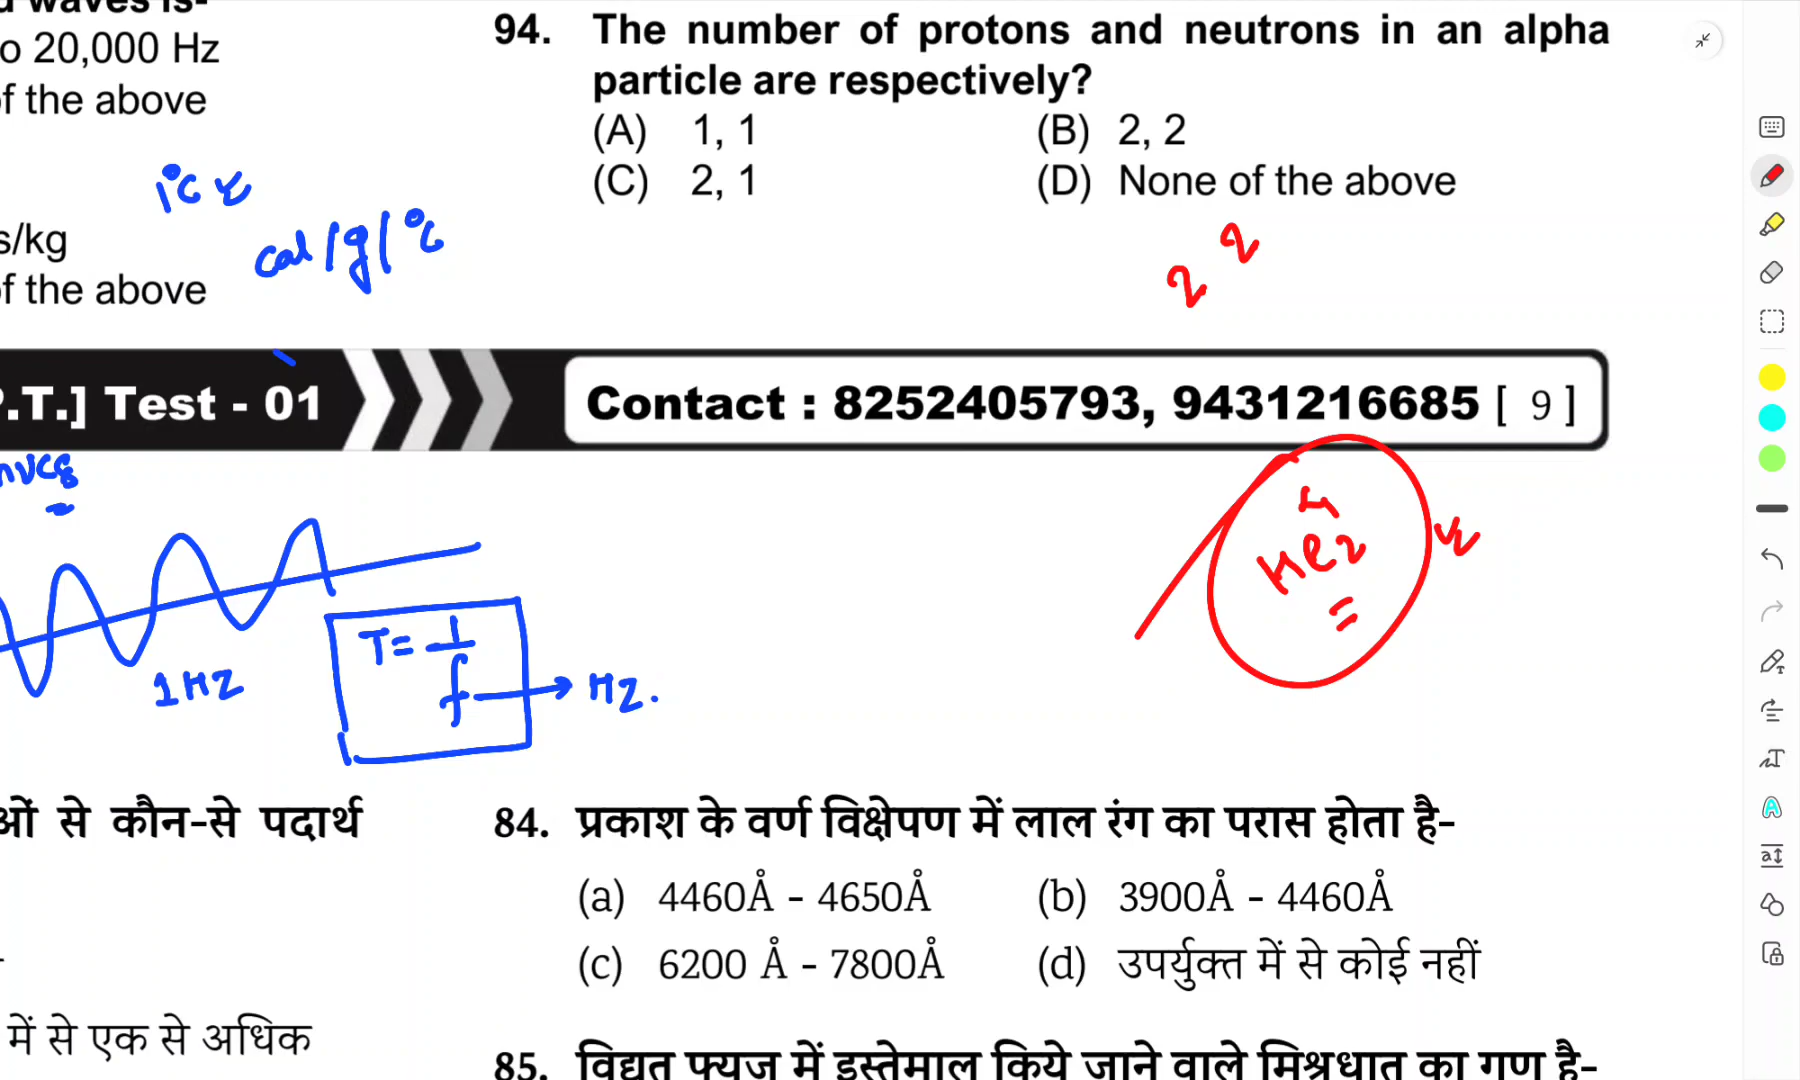 waves is-
o 20,000 Hz
f the above
s/kg
f the above
1°C
cal/g/°C
94. The number of protons and neutrons in an alpha
particle are respectively?
(A) 1, 1 (B) 2, 2
(C) 2, 1 (D) None of the above
2 2
.T.] Test - 01
Contact : 8252405793, 9431216685 [ 9 ]
He 4 2
1Hz
T= 1/f → Hz.
ओं से कौन-से पदार्थ
में से एक से अधिक
84. प्रकाश के वर्ण विक्षेपण में लाल रंग का परास होता है-
(a) 4460Å - 4650Å (b) 3900Å - 4460Å
(c) 6200 Å - 7800Å (d) उपर्युक्त में से कोई नहीं
85. विद्युत फ्यूज में इस्तेमाल किये जाने वाले मिश्रधातु का गुण है-